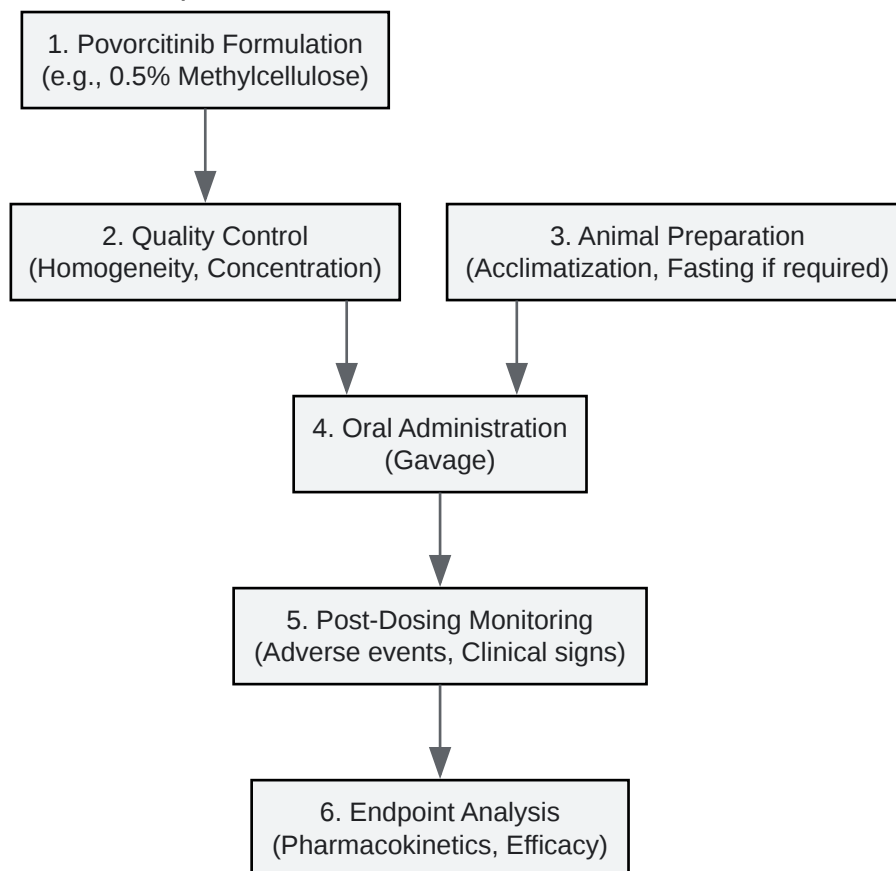 1. Povorcitinib Formulation
(e.g., 0.5% Methylcellulose)
2. Quality Control
(Homogeneity, Concentration)
3. Animal Preparation
(Acclimatization, Fasting if required)
4. Oral Administration
(Gavage)
5. Post-Dosing Monitoring
(Adverse events, Clinical signs)
6. Endpoint Analysis
(Pharmacokinetics, Efficacy)